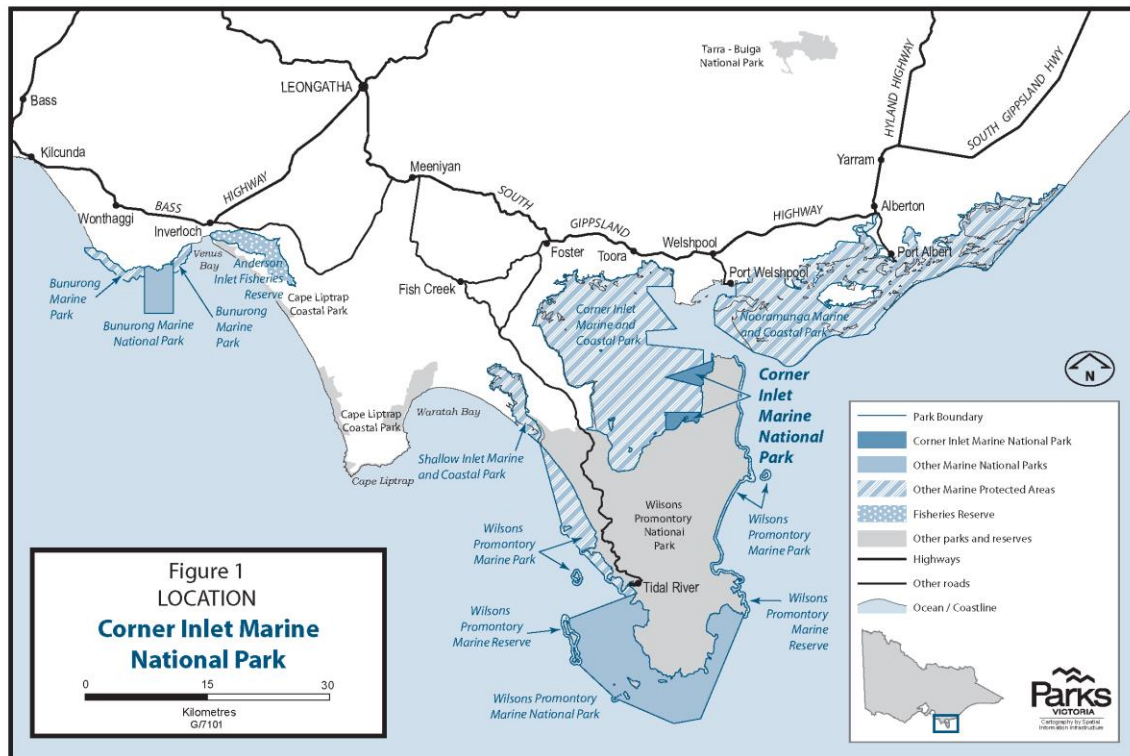 Tarra - Bulga
National Park
HYLAND HIGHWAY
SOUTH GIPPSLAND HWY
LEONGATHA
Bass
Kilcunda
Meeniyan
Yarram
HIGHWAY
BASS
Wonthaggi
Inverloch
SOUTH
GIPPSLAND
HIGHWAY
Alberton
Foster
Toora
Welshpool
Port Albert
Port Welshpool
Fish Creek
Venus
Bay
Anderson
Inlet Fisheries
Reserve
Bunurong
Marine
Park
Bunurong Marine
National Park
Bunurong
Marine
Park
Cape Liptrap
Coastal Park
Corner Inlet
Marine and
Coastal Park
Nooramunga Marine
and Coastal Park
Corner
Inlet
Marine
National
Park
Cape Liptrap
Coastal Park
Waratah Bay
Cape Liptrap
Shallow Inlet Marine
and Coastal Park
Wilsons
Promontory
National
Park
Wilsons
Promontory
Marine Park
Wilsons
Promontory
Marine Park
Tidal River
Wilsons
Promontory
Marine Reserve
Wilsons
Promontory
Marine
Reserve
Wilsons Promontory
Marine National Park
N
Park Boundary
Corner Inlet Marine National Park
Other Marine National Parks
Other Marine Protected Areas
Fisheries Reserve
Other parks and reserves
Highways
Other roads
Ocean / Coastline
Figure 1
LOCATION
Corner Inlet Marine
National Park
0 15 30
Kilometres
G/7101
Parks
VICTORIA
Cartography by Spatial
Information Infrastructure